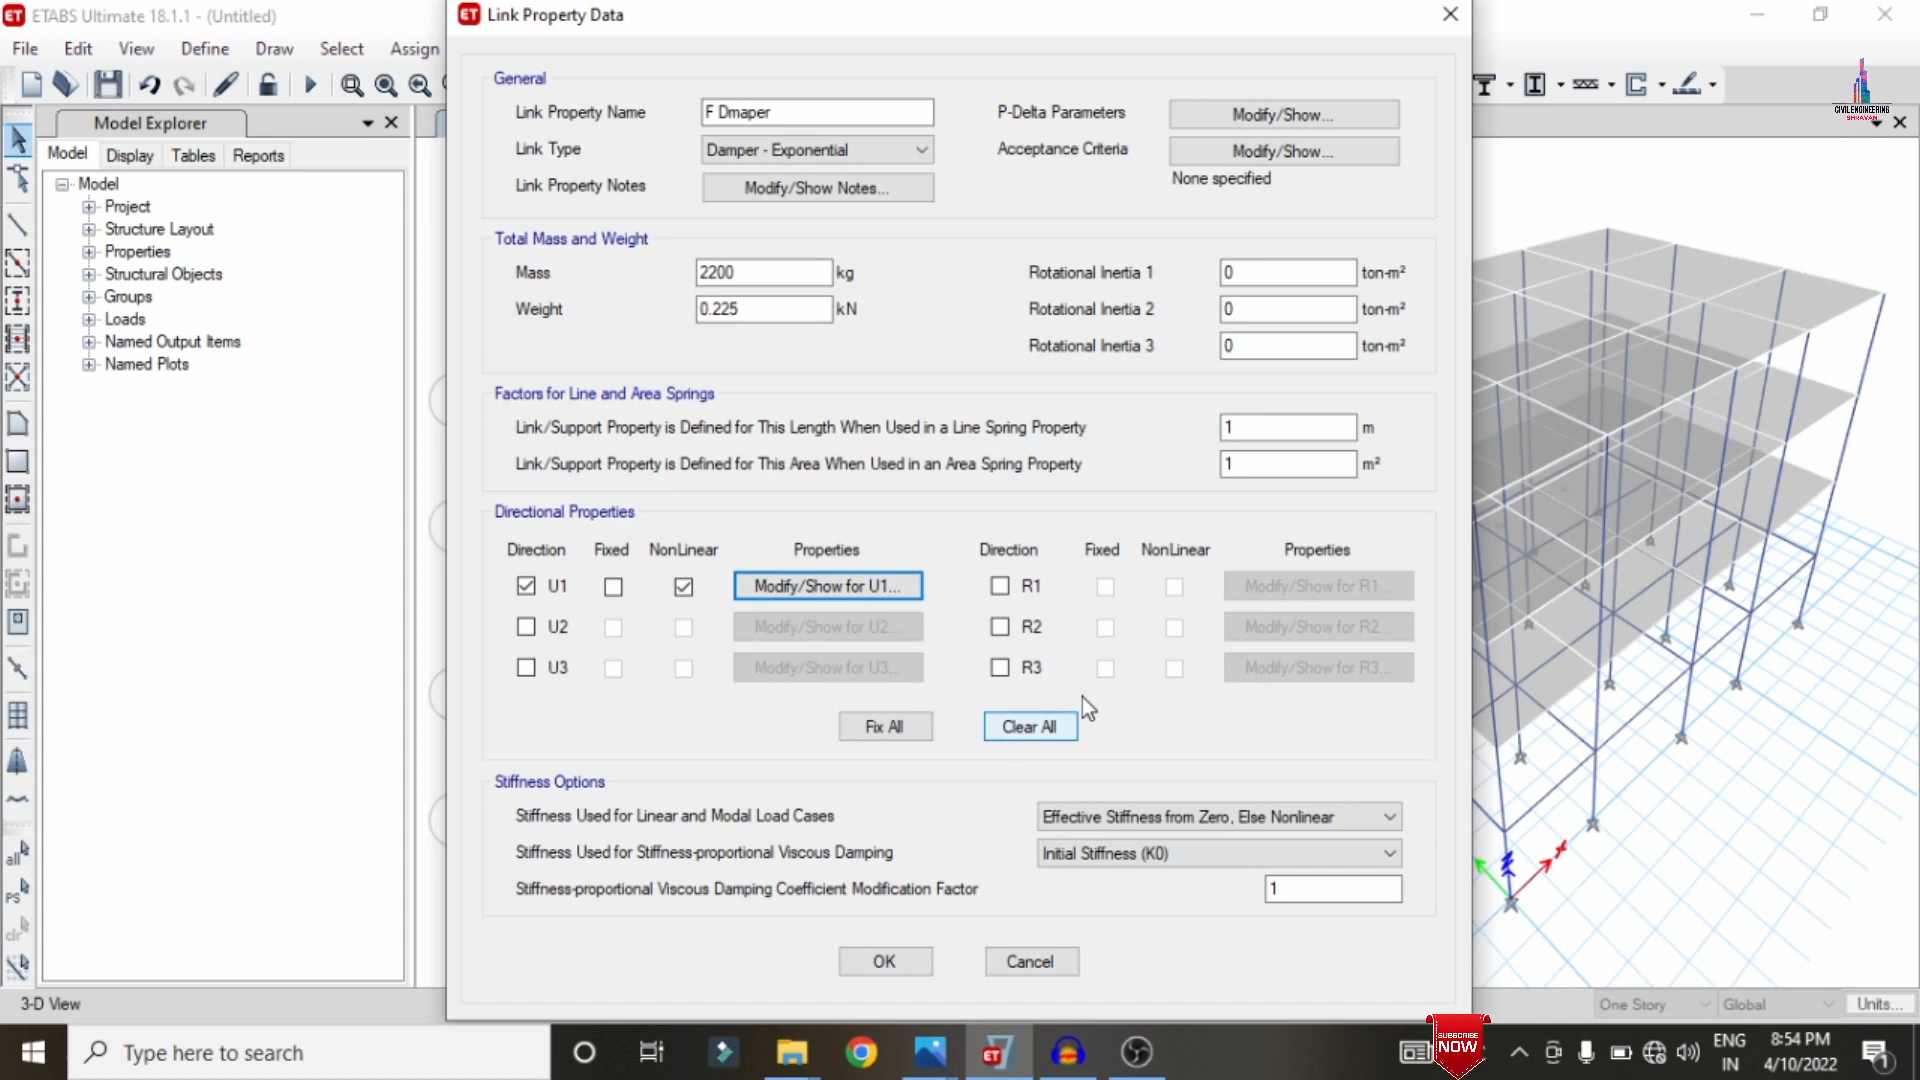 ETABS Ultimate 18.1.1 - (Untitled)
Link Property Data
File Edit View Define Draw Select Assign
Model Explorer
Model Display Tables Reports
Model
Project
Structure Layout
Properties
Structural Objects
Groups
Loads
Named Output Items
Named Plots
General
Link Property Name F Dmaper P-Delta Parameters Modify/Show...
Link Type Damper - Exponential Acceptance Criteria Modify/Show...
Link Property Notes Modify/Show Notes... None specified
Total Mass and Weight
Mass 2200 kg Rotational Inertia 1 0 ton-m²
Weight 0.225 kN Rotational Inertia 2 0 ton-m²
Rotational Inertia 3 0 ton-m²
Factors for Line and Area Springs
Link/Support Property is Defined for This Length When Used in a Line Spring Property 1 m
Link/Support Property is Defined for This Area When Used in an Area Spring Property 1 m²
Directional Properties
Direction Fixed NonLinear Properties Direction Fixed NonLinear Properties
U1 Modify/Show for U1... R1 Modify/Show for R1...
U2 Modify/Show for U2... R2 Modify/Show for R2...
U3 Modify/Show for U3... R3 Modify/Show for R3...
Fix All Clear All
Stiffness Options
Stiffness Used for Linear and Modal Load Cases Effective Stiffness from Zero, Else Nonlinear
Stiffness Used for Stiffness-proportional Viscous Damping Initial Stiffness (K0)
Stiffness-proportional Viscous Damping Coefficient Modification Factor 1
OK Cancel
all
PS
clr
CIVILENGINEERING
SHRAVAN
3-D View
One Story Global Units...
Type here to search
ET
SUBSCRIBE
NOW
ENG
IN
8:54 PM
4/10/2022
1